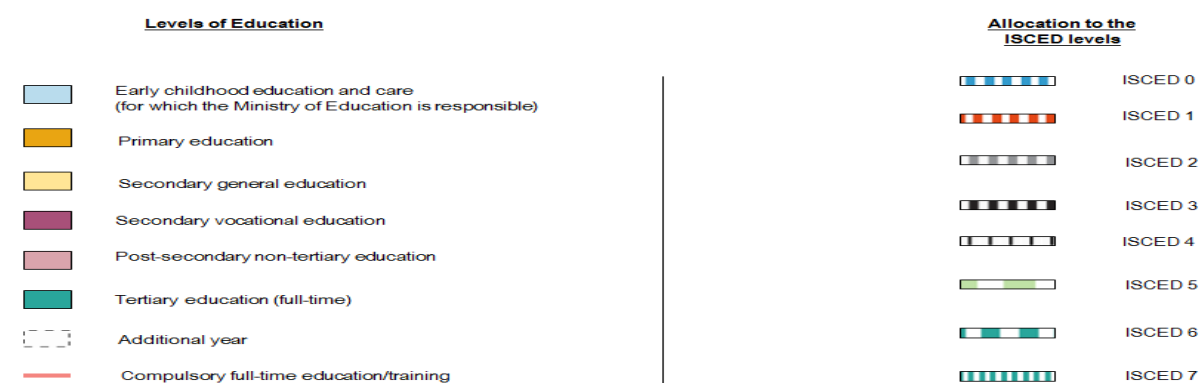 Levels of Education
Early childhood education and care
(for which the Ministry of Education is responsible)
Primary education
Secondary general education
Secondary vocational education
Post-secondary non-tertiary education
Tertiary education (full-time)
Additional year
Compulsory full-time education/training
Allocation to the
ISCED levels
ISCED 0
ISCED 1
ISCED 2
ISCED 3
ISCED 4
ISCED 5
ISCED 6
ISCED 7